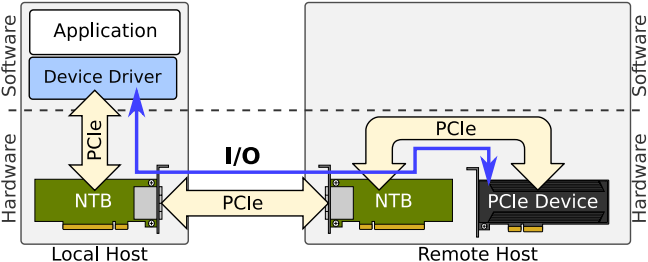 Software
Application
Device Driver
Software
PCIe
I/O
PCIe
Hardware
NTB
PCIe
NTB
PCIe Device
Hardware
Local Host
Remote Host